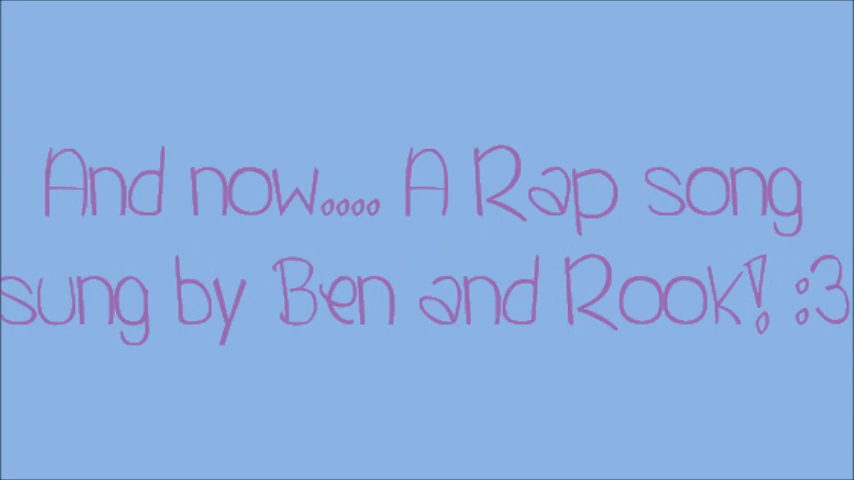 And now.... A Rap song
sung by Ben and Rook! :3